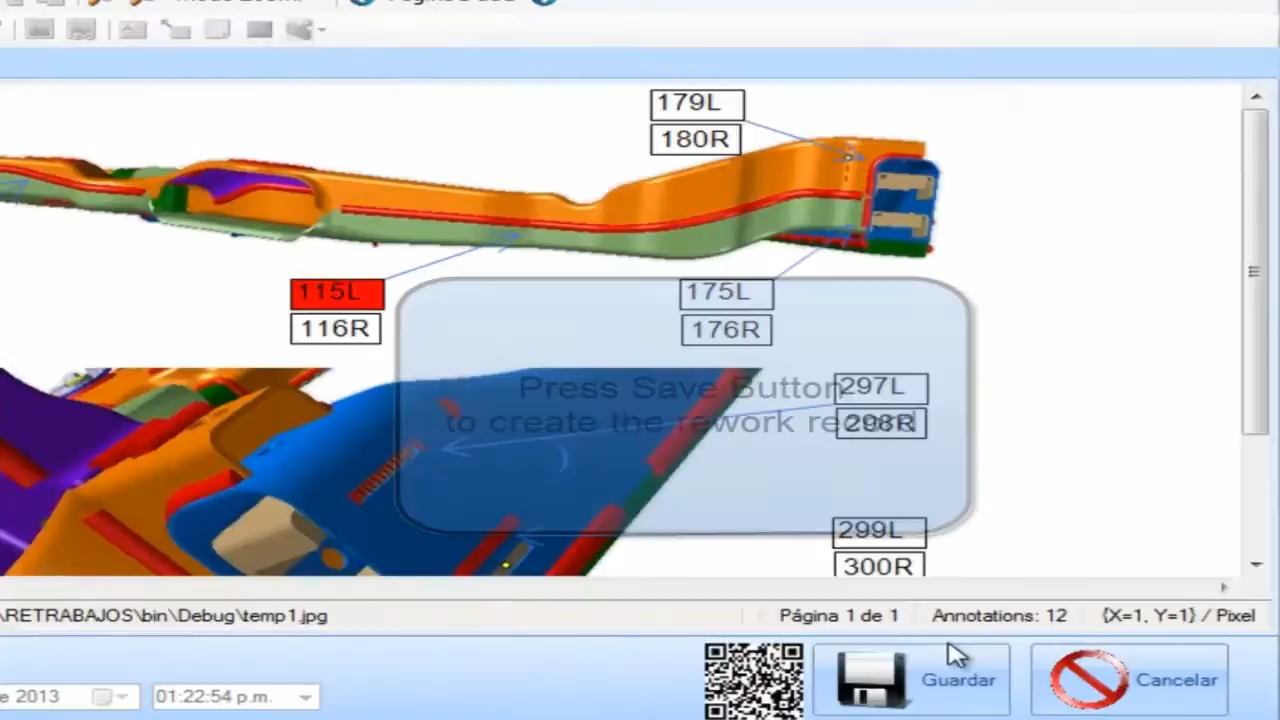 179L
180R
115L
116R
175L
176R
Press Save Button
to create the rework record
297L
298R
299L
300R
\RETRABAJOS\bin\Debug\temp1.jpg
Página 1 de 1
Annotations: 12
{X=1, Y=1} / Pixel
e 2013
01:22:54 p.m.
Guardar
Cancelar